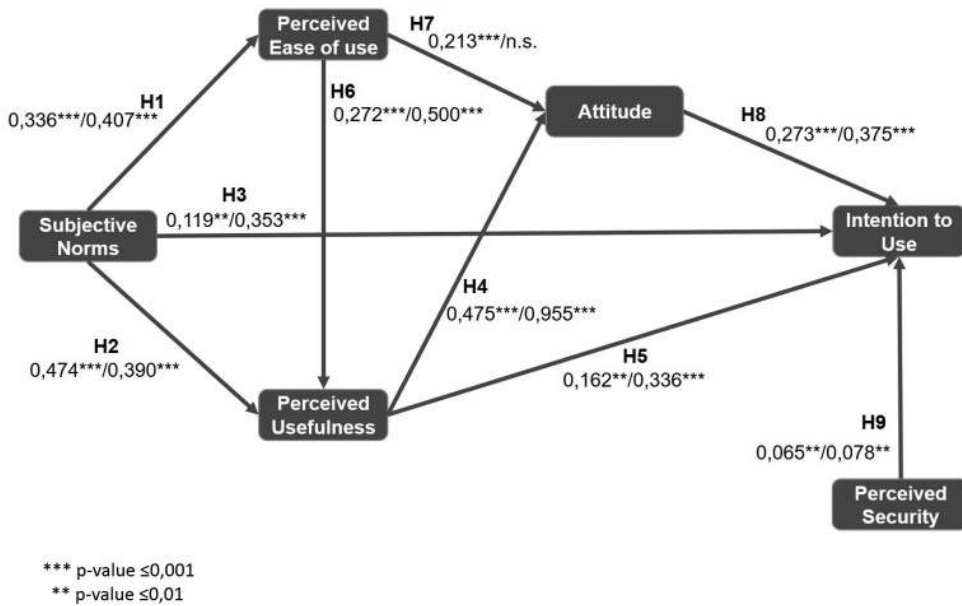 Perceived
Ease of use
H7
0,213***/n.s.
H1
0,336***/0,407***
H6
0,272***/0,500***
Attitude
H8
0,273***/0,375***
H3
0,119**/0,353***
Subjective
Norms
Intention to
Use
H4
0,475***/0,955***
H2
0,474***/0,390***
H5
0,162**/0,336***
Perceived
Usefulness
H9
0,065**/0,078**
Perceived
Security
*** p-value ≤0,001
** p-value ≤0,01